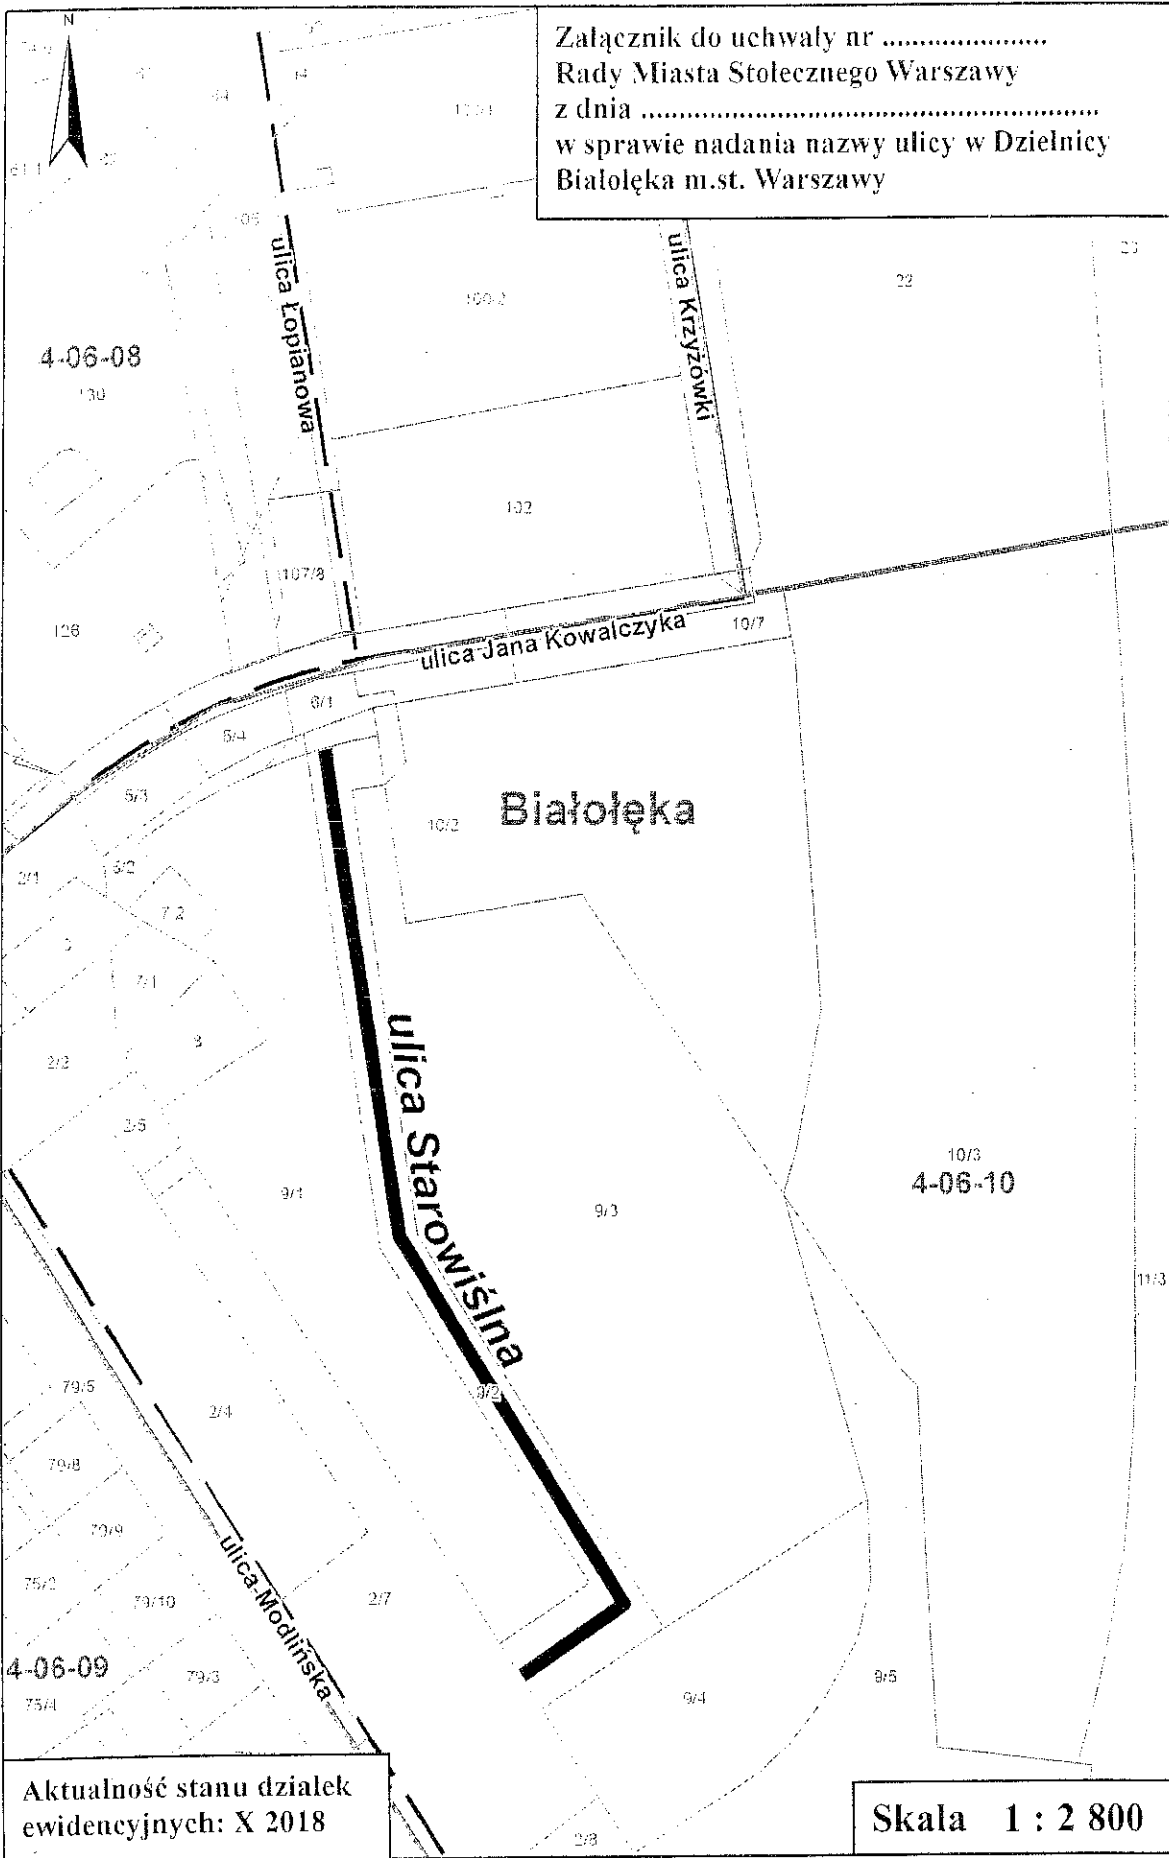 N
Załącznik do uchwały nr ......................
Rady Miasta Stołecznego Warszawy
z dnia ............................................................
w sprawie nadania nazwy ulicy w Dzielnicy
Białołęka m.st. Warszawy
ulica Łopianowa
ulica Krzyżówki
22
4-06-08
130
102
107/8
126
ulica Jana Kowalczyka
10/7
6/1
5/4
5/3
Białołęka
10/2
2/1
7/1
8
2/2
2/5
ulica Starowiślna
9/1
9/3
10/3
4-06-10
11/3
9/2
79/5
2/4
79/8
79/9
ulica Modlińska
75/2
79/10
2/7
4-06-09
79/3
75/4
9/4
9/5
Aktualność stanu działek
ewidencyjnych: X 2018
2/8
Skala 1 : 2 800